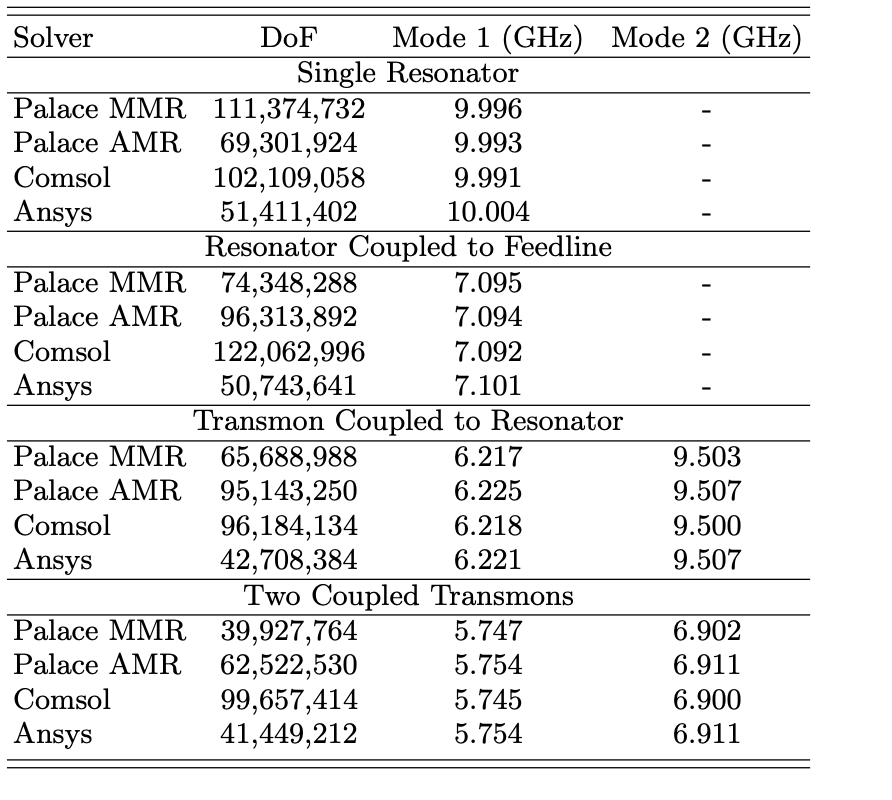 Solver DoF Mode 1 (GHz) Mode 2 (GHz)
Single Resonator
Palace MMR 111,374,732 9.996 -
Palace AMR 69,301,924 9.993 -
Comsol 102,109,058 9.991 -
Ansys 51,411,402 10.004 -
Resonator Coupled to Feedline
Palace MMR 74,348,288 7.095 -
Palace AMR 96,313,892 7.094 -
Comsol 122,062,996 7.092 -
Ansys 50,743,641 7.101 -
Transmon Coupled to Resonator
Palace MMR 65,688,988 6.217 9.503
Palace AMR 95,143,250 6.225 9.507
Comsol 96,184,134 6.218 9.500
Ansys 42,708,384 6.221 9.507
Two Coupled Transmons
Palace MMR 39,927,764 5.747 6.902
Palace AMR 62,522,530 5.754 6.911
Comsol 99,657,414 5.745 6.900
Ansys 41,449,212 5.754 6.911